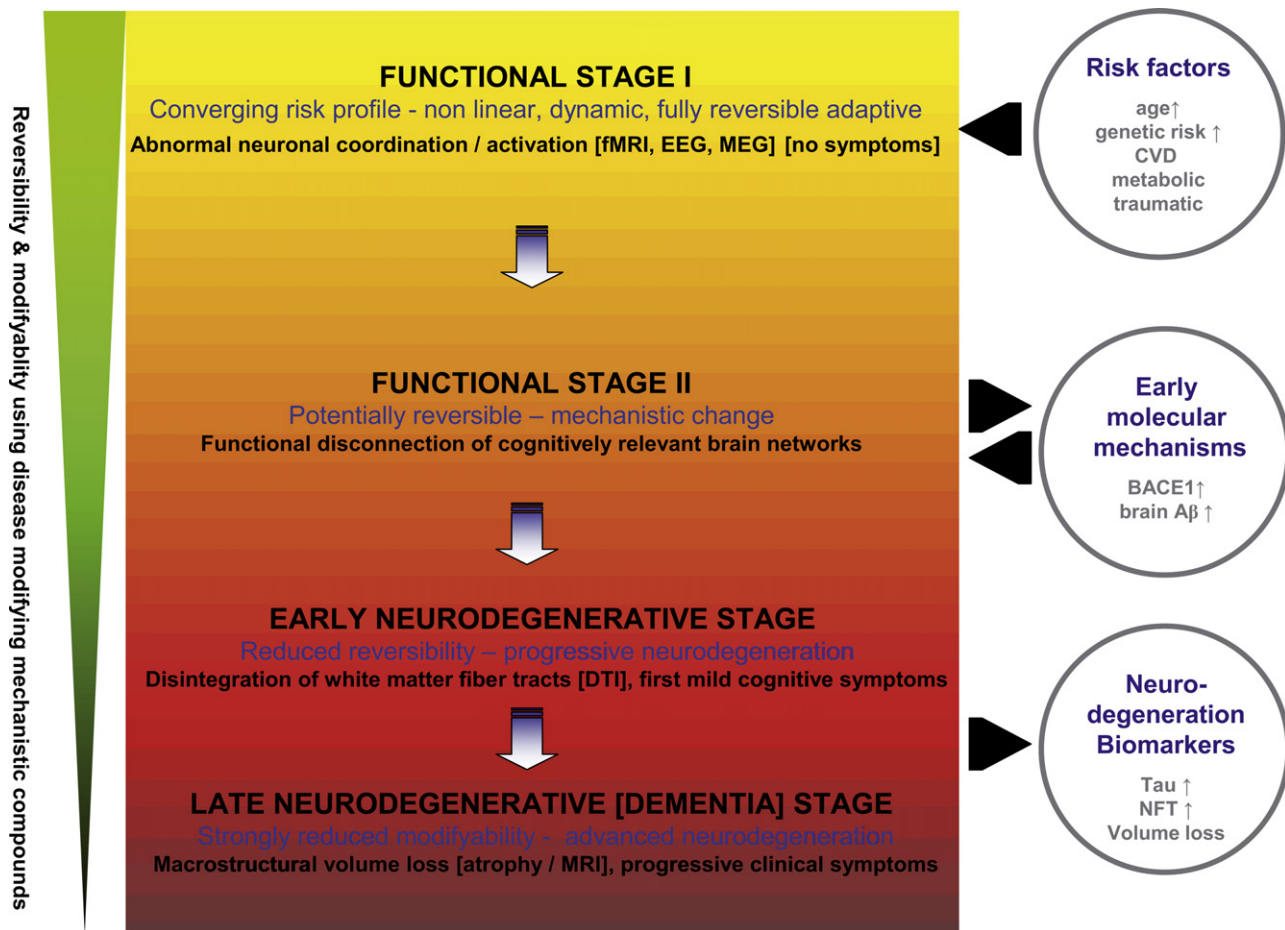 Reversibility & modifyablity using disease modifying mechanistic compounds
FUNCTIONAL STAGE I
Converging risk profile - non linear, dynamic, fully reversible adaptive
Abnormal neuronal coordination / activation [fMRI, EEG, MEG] [no symptoms]
FUNCTIONAL STAGE II
Potentially reversible – mechanistic change
Functional disconnection of cognitively relevant brain networks
EARLY NEURODEGENERATIVE STAGE
Reduced reversibility – progressive neurodegeneration
Disintegration of white matter fiber tracts [DTI], first mild cognitive symptoms
LATE NEURODEGENERATIVE [DEMENTIA] STAGE
Strongly reduced modifyability - advanced neurodegeneration
Macrostructural volume loss [atrophy / MRI], progressive clinical symptoms
Risk factors
age↑
genetic risk ↑
CVD
metabolic
traumatic
Early
molecular
mechanisms
BACE1↑
brain Aβ ↑
Neuro-
degeneration
Biomarkers
Tau ↑
NFT ↑
Volume loss